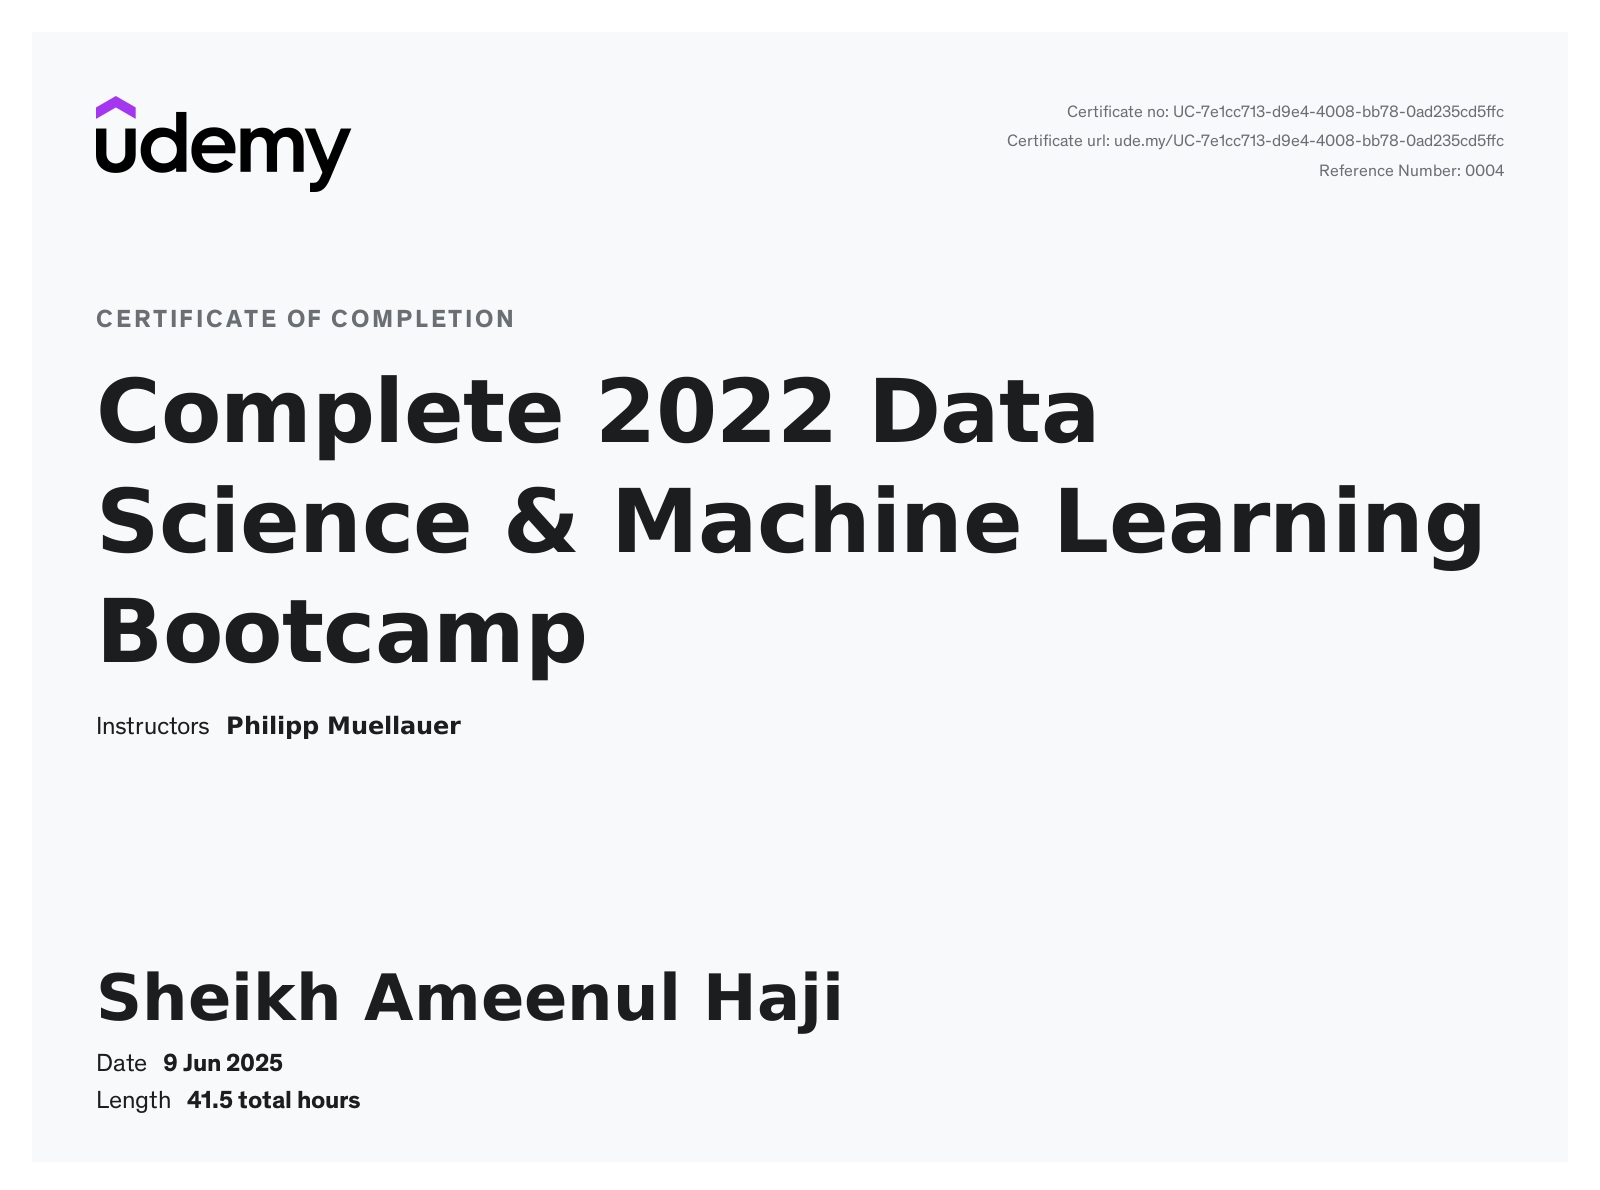 udemy
Certificate no: UC-7e1cc713-d9e4-4008-bb78-0ad235cd5ffc
Certificate url: ude.my/UC-7e1cc713-d9e4-4008-bb78-0ad235cd5ffc
Reference Number: 0004
CERTIFICATE OF COMPLETION
Complete 2022 Data
Science & Machine Learning
Bootcamp
Instructors Philipp Muellauer
Sheikh Ameenul Haji
Date 9 Jun 2025
Length 41.5 total hours